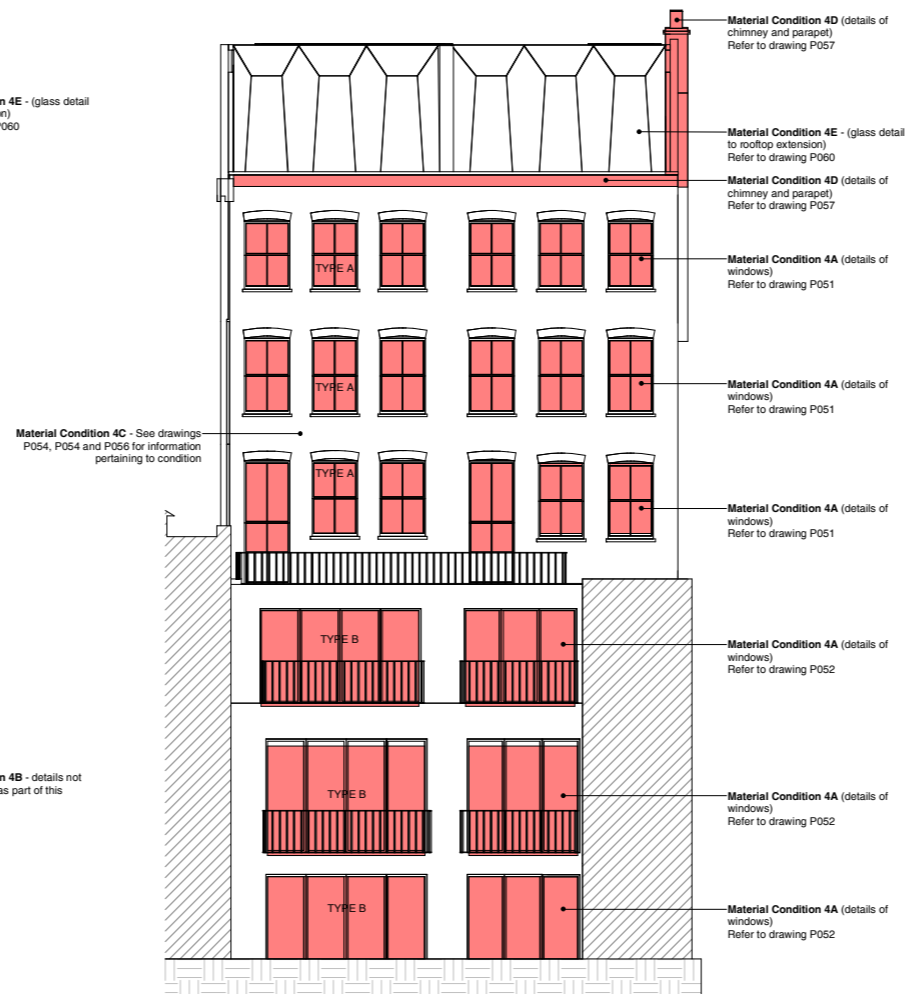 Material Condition 4D (details of
chimney and parapet)
Refer to drawing P057
n 4E - (glass detail
on)
P060
Material Condition 4E - (glass detail
to rooftop extension)
Refer to drawing P060
Material Condition 4D (details of
chimney and parapet)
Refer to drawing P057
Material Condition 4A (details of
windows)
Refer to drawing P051
TYPE A
Material Condition 4A (details of
windows)
Refer to drawing P051
TYPE A
Material Condition 4C - See drawings
P054, P054 and P056 for information
pertaining to condition
TYPE A
Material Condition 4A (details of
windows)
Refer to drawing P051
TYPE B
Material Condition 4A (details of
windows)
Refer to drawing P052
n 4B - details not
as part of this
TYPE B
Material Condition 4A (details of
windows)
Refer to drawing P052
TYPE B
Material Condition 4A (details of
windows)
Refer to drawing P052